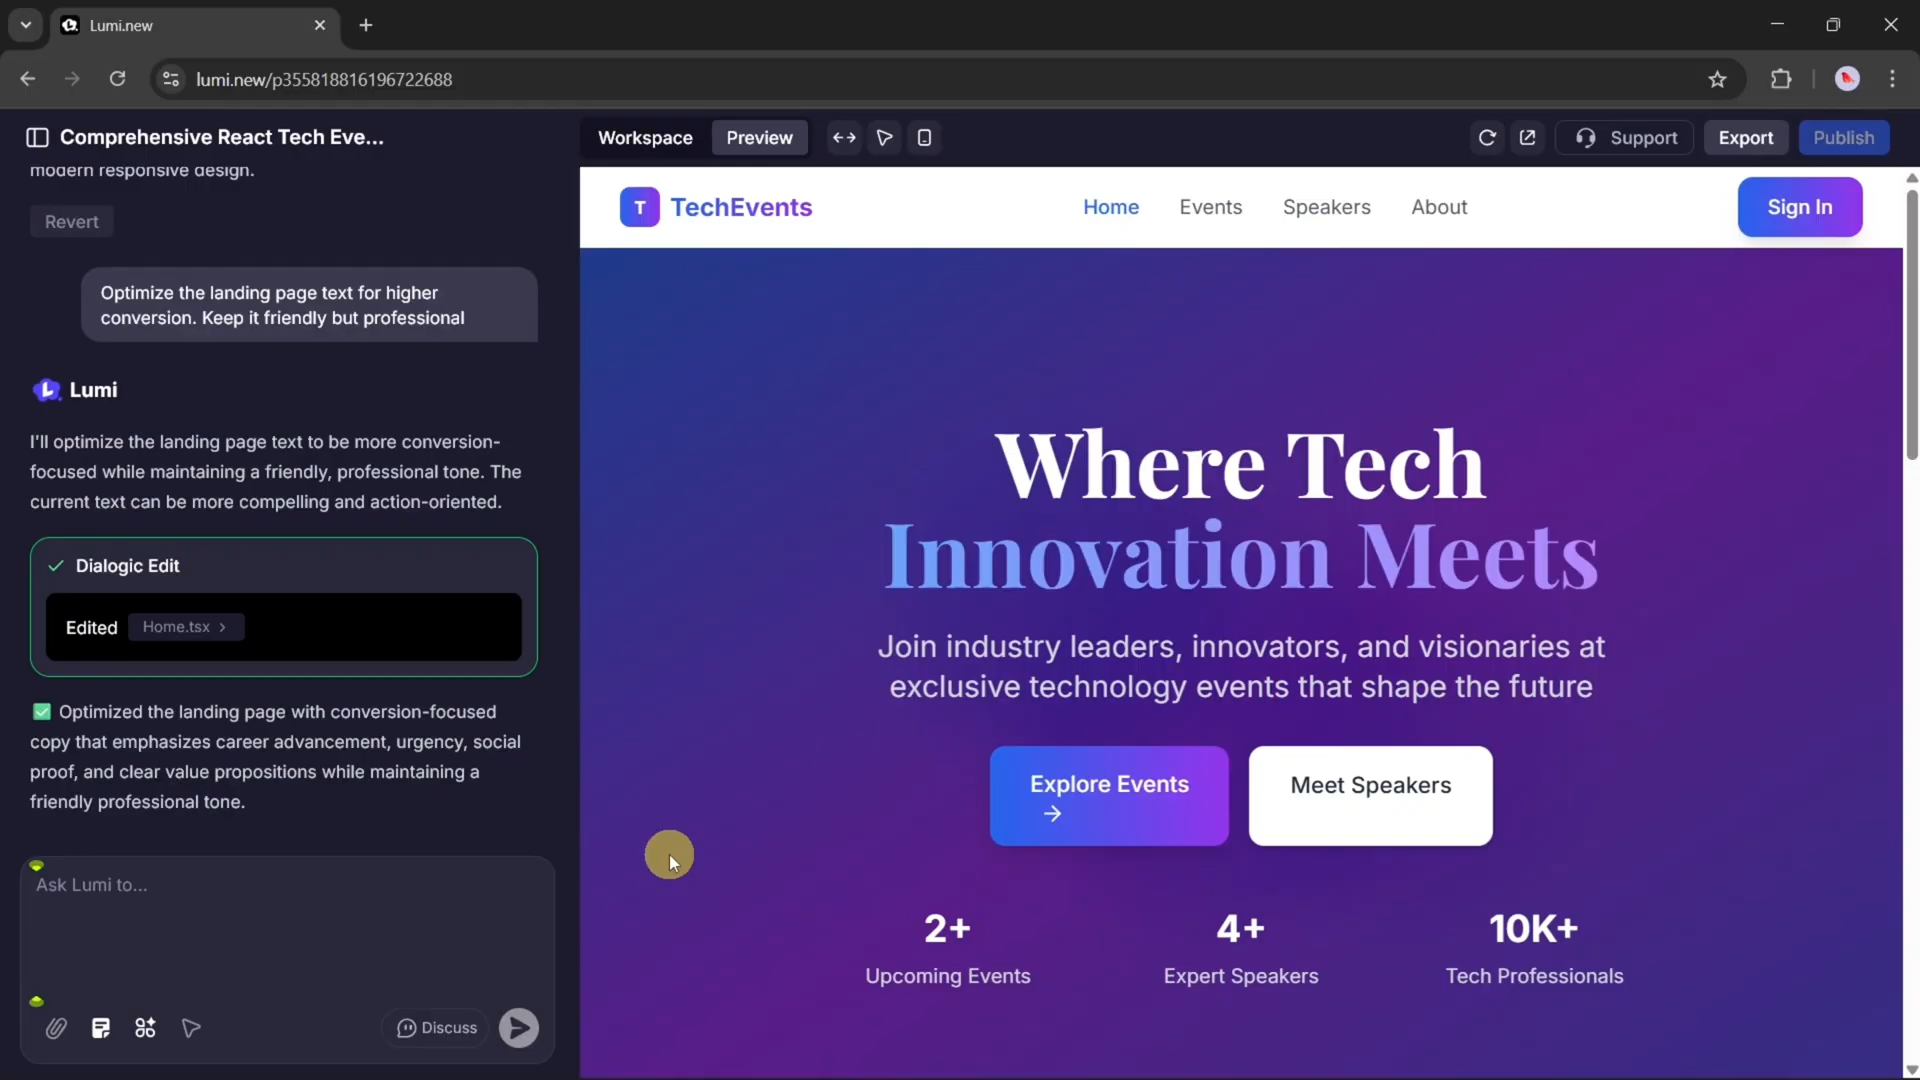 Lumi.new
lumi.new/p355818816196722688
Comprehensive React Tech Eve...
modern responsive design.
Revert
Optimize the landing page text for higher
conversion. Keep it friendly but professional
Lumi
I'll optimize the landing page text to be more conversion-
focused while maintaining a friendly, professional tone. The
current text can be more compelling and action-oriented.
Dialogic Edit
Edited Home.tsx >
Optimized the landing page with conversion-focused
copy that emphasizes career advancement, urgency, social
proof, and clear value propositions while maintaining a
friendly professional tone.
Ask Lumi to...
Discuss
Workspace Preview Support Export Publish
T TechEvents Home Events Speakers About Sign In
Where Tech
Innovation Meets
Join industry leaders, innovators, and visionaries at
exclusive technology events that shape the future
Explore Events Meet Speakers
→
2+ 4+ 10K+
Upcoming Events Expert Speakers Tech Professionals